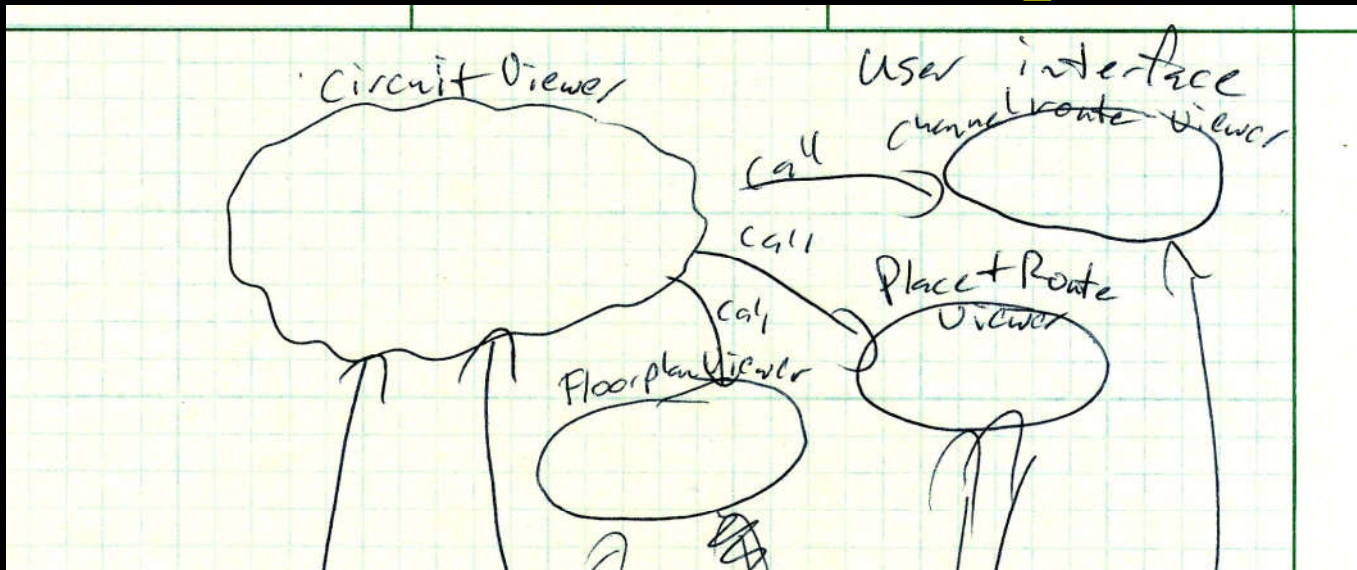 Circuit Viewer
User interface
Channel route Viewer
call
call
Place + Route
Viewer
call
Floorplan Viewer